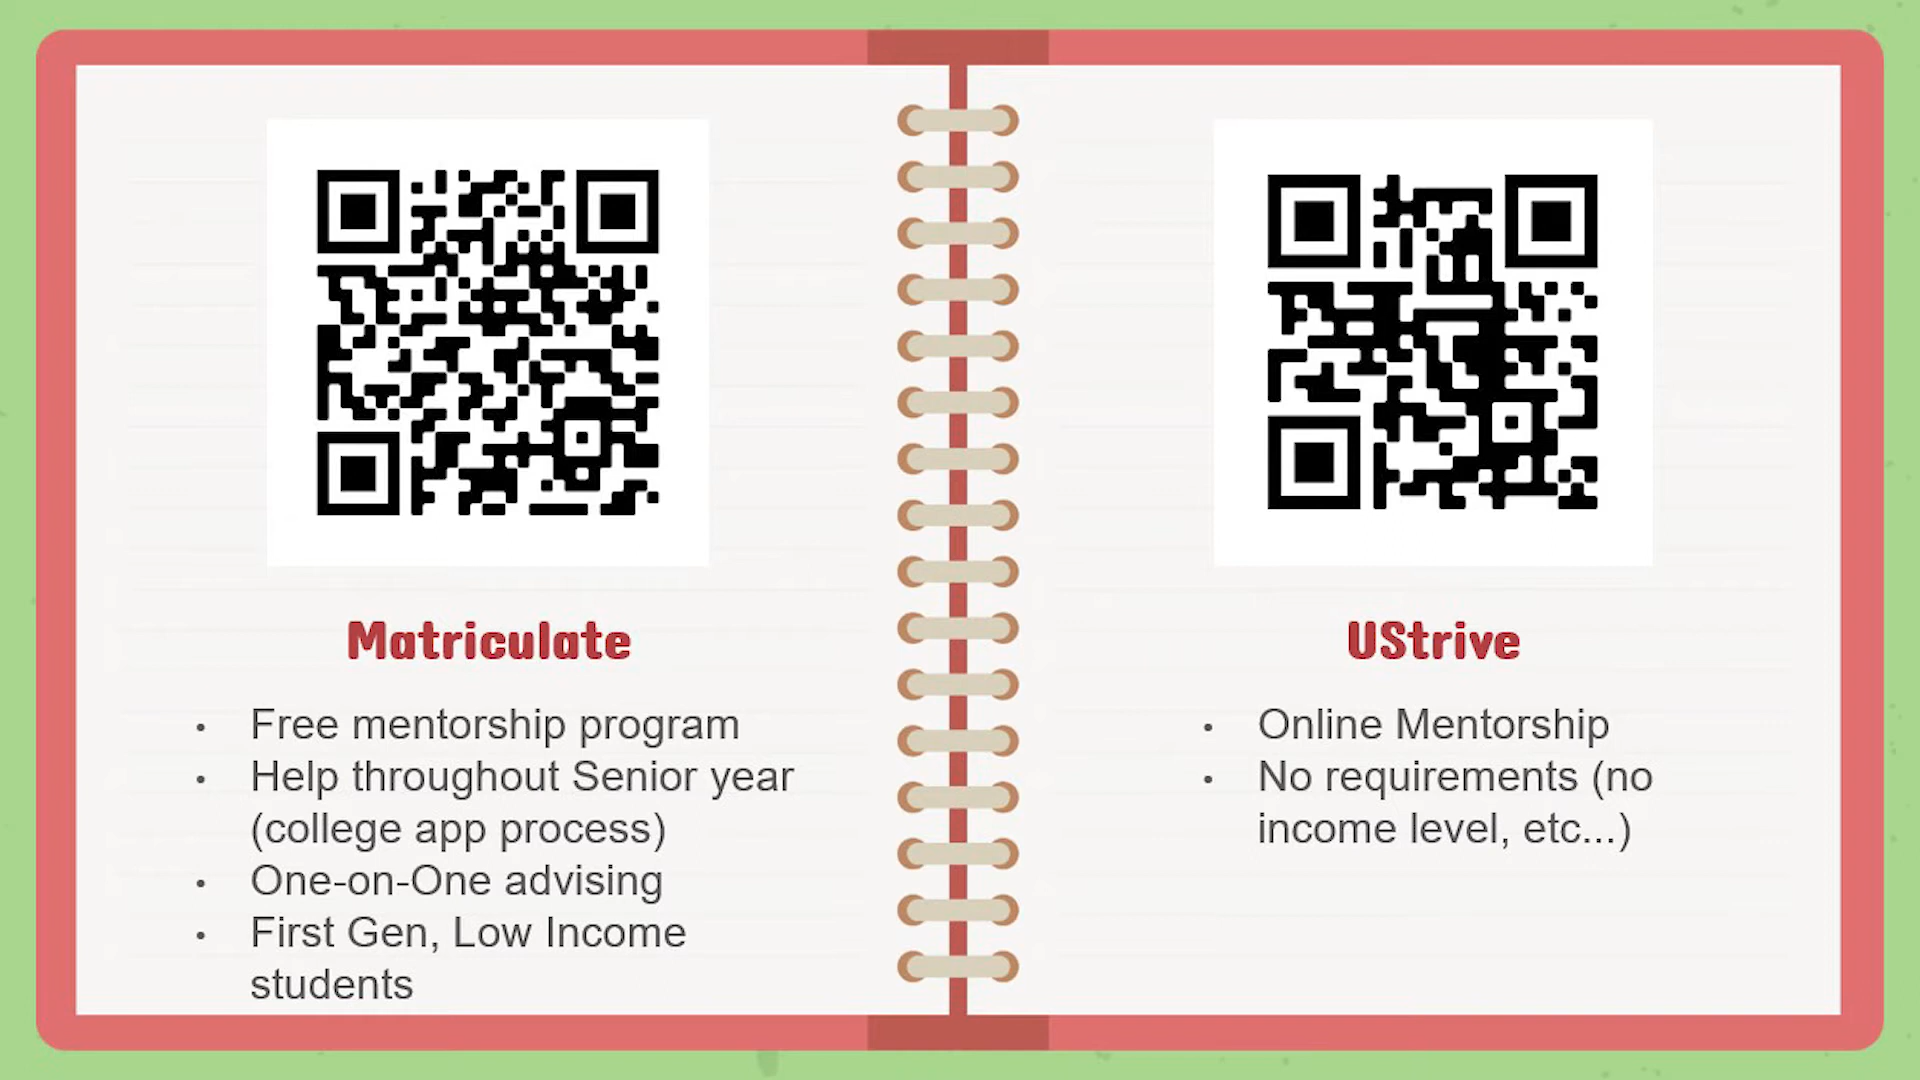 Matriculate
• Free mentorship program
• Help throughout Senior year
(college app process)
• One-on-One advising
• First Gen, Low Income
students
UStrive
• Online Mentorship
• No requirements (no
income level, etc...)